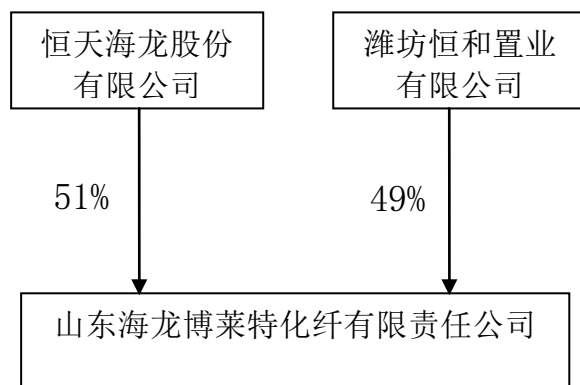 恒天海龙股份
有限公司
潍坊恒和置业
有限公司
51%
49%
山东海龙博莱特化纤有限责任公司